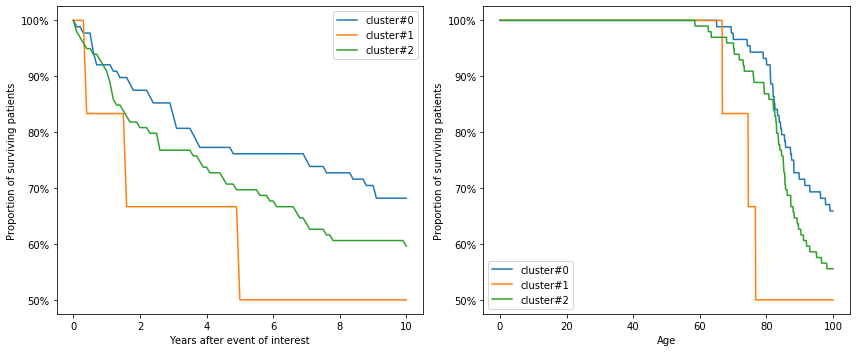 100%
90%
80%
70%
60%
50%
Proportion of surviving patients
0
2
4
6
8
10
Years after event of interest
cluster#0
cluster#1
cluster#2
100%
90%
80%
70%
60%
50%
Proportion of surviving patients
cluster#0
cluster#1
cluster#2
0
20
40
60
80
100
Age